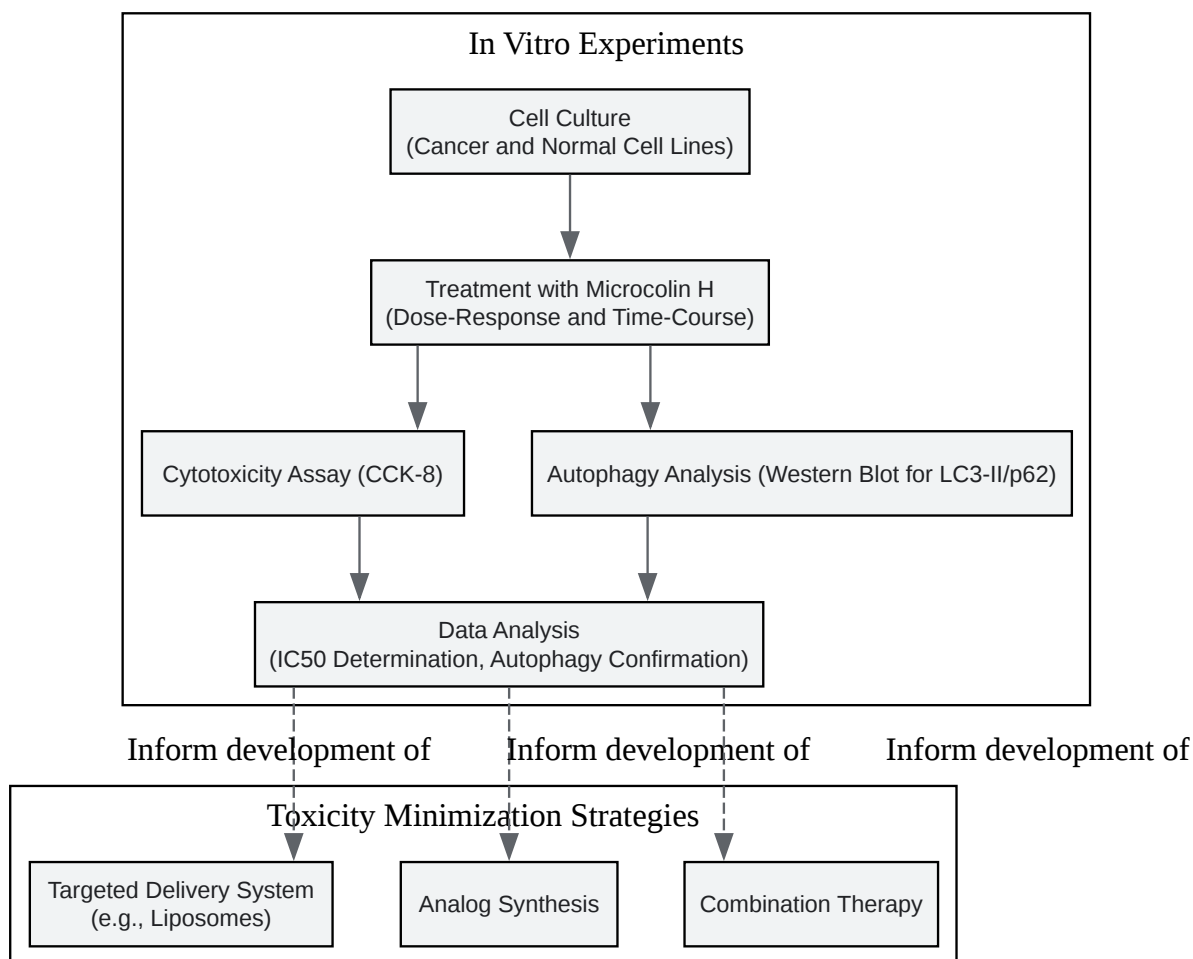 In Vitro Experiments
Cell Culture
(Cancer and Normal Cell Lines)
Treatment with Microcolin H
(Dose-Response and Time-Course)
Cytotoxicity Assay (CCK-8)
Autophagy Analysis (Western Blot for LC3-II/p62)
Data Analysis
(IC50 Determination, Autophagy Confirmation)
Inform development of
Inform development of
Inform development of
Toxicity Minimization Strategies
Targeted Delivery System
(e.g., Liposomes)
Analog Synthesis
Combination Therapy